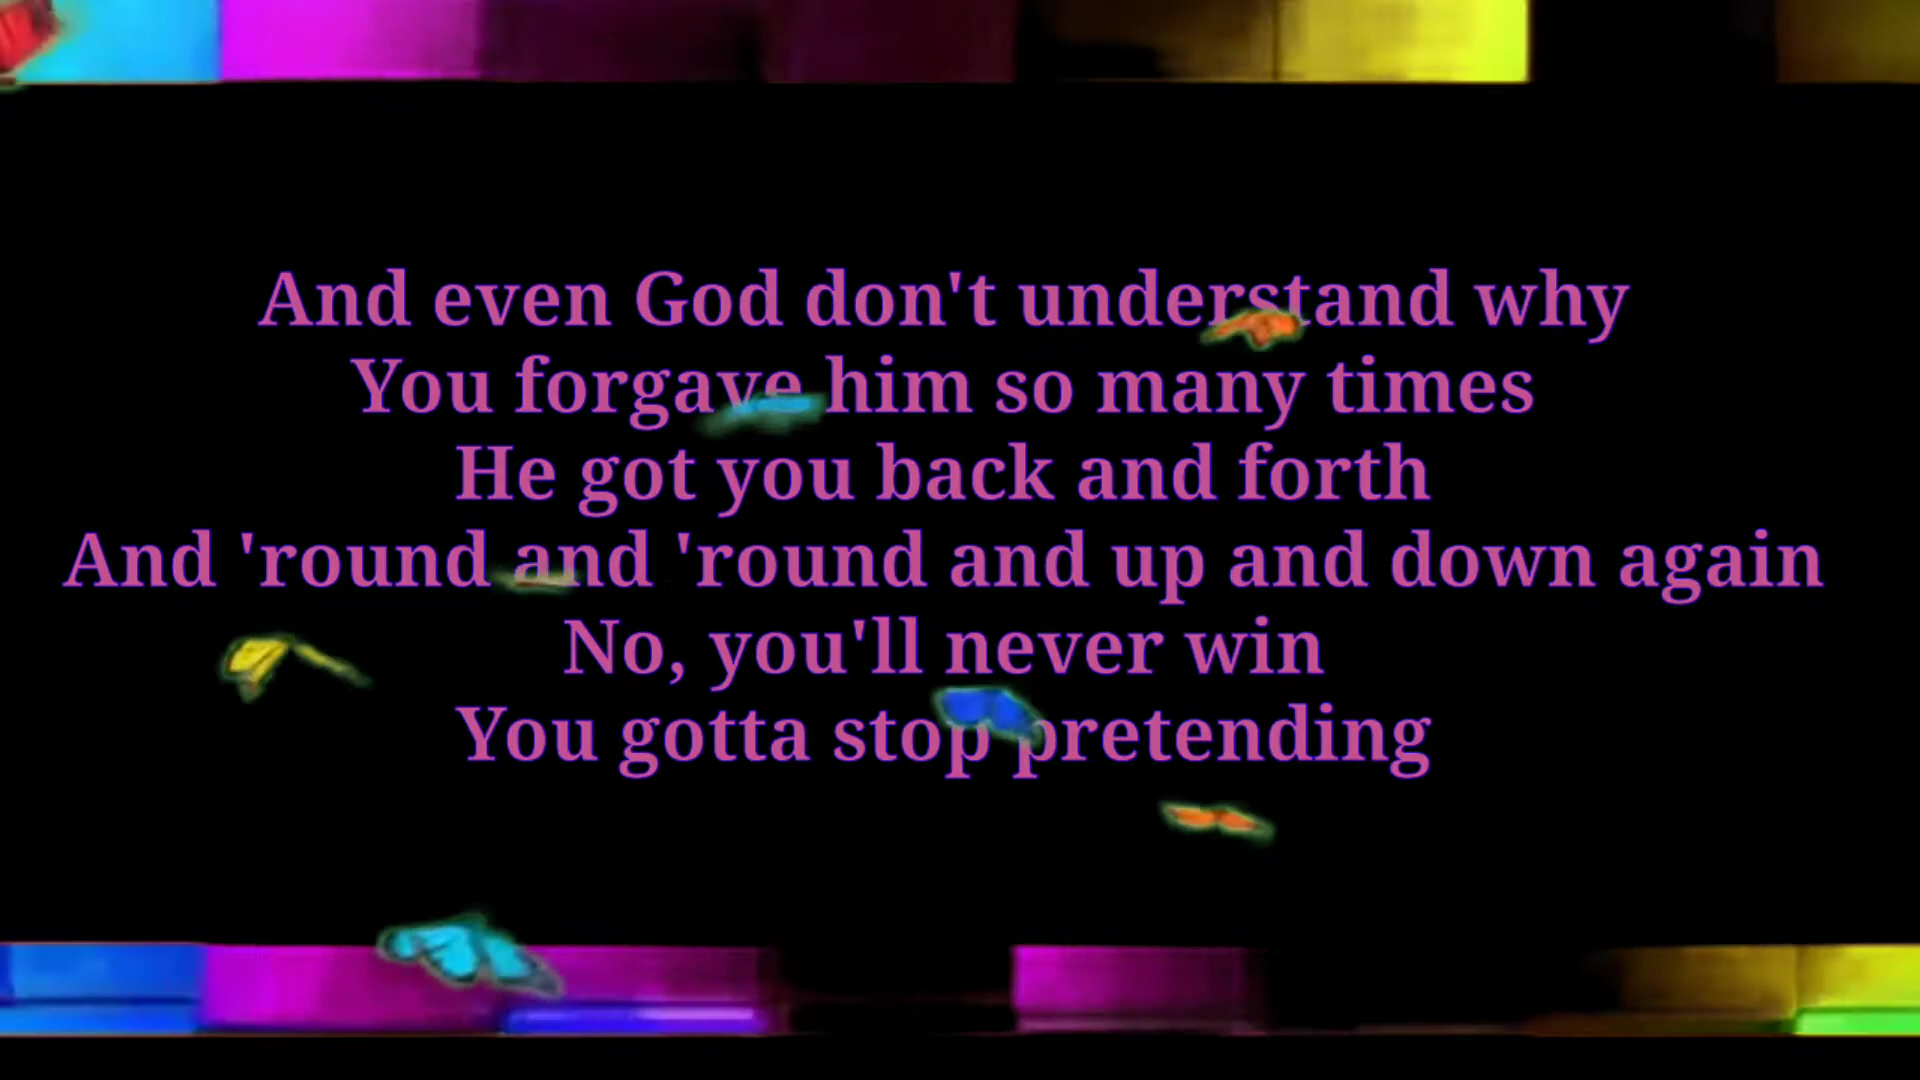 And even God don't understand why
You forgave him so many times
He got you back and forth
And 'round and 'round and up and down again
No, you'll never win
You gotta stop pretending